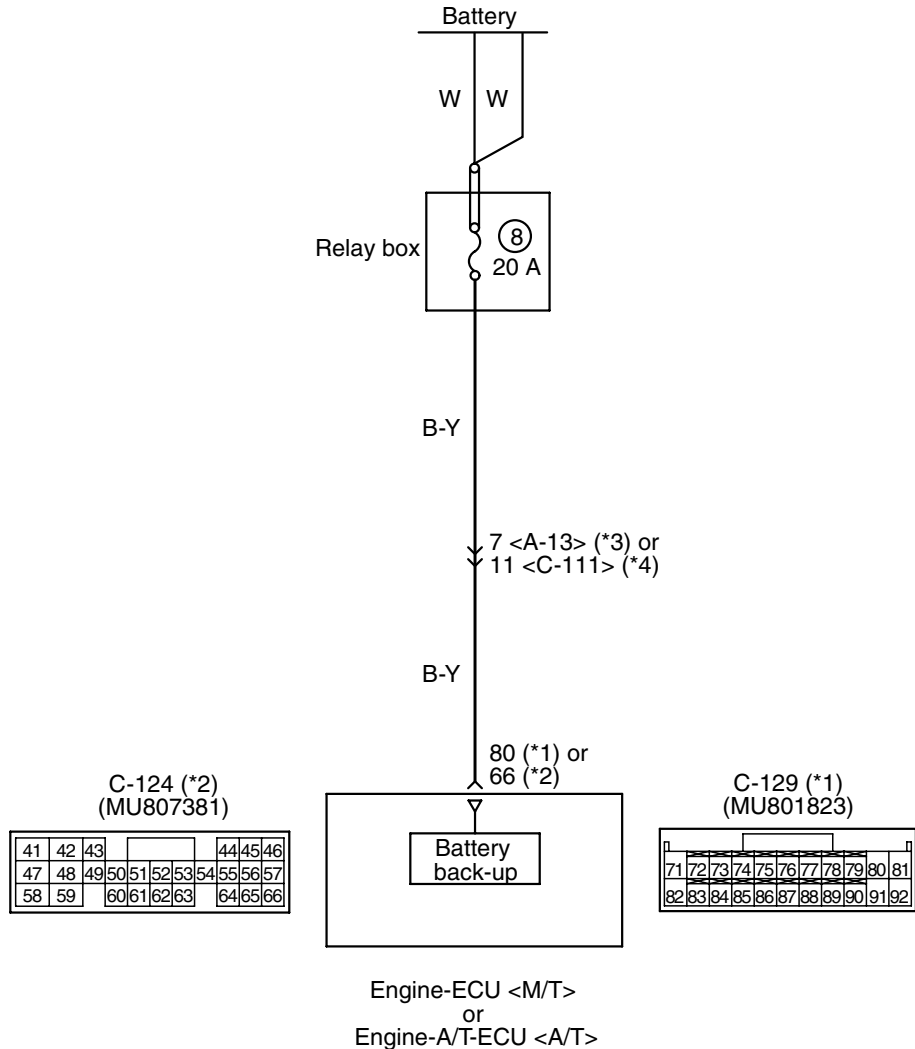 Battery
W W
Relay box
8
20 A
B-Y
7 <A-13> (*3) or
11 <C-111> (*4)
B-Y
80 (*1) or
66 (*2)
C-124 (*2)
(MU807381)
41 42 43 44 45 46
47 48 49 50 51 52 53 54 55 56 57
58 59 60 61 62 63 64 65 66
Battery
back-up
C-129 (*1)
(MU801823)
71 72 73 74 75 76 77 78 79 80 81
82 83 84 85 86 87 88 89 90 91 92
Engine-ECU <M/T>
or
Engine-A/T-ECU <A/T>